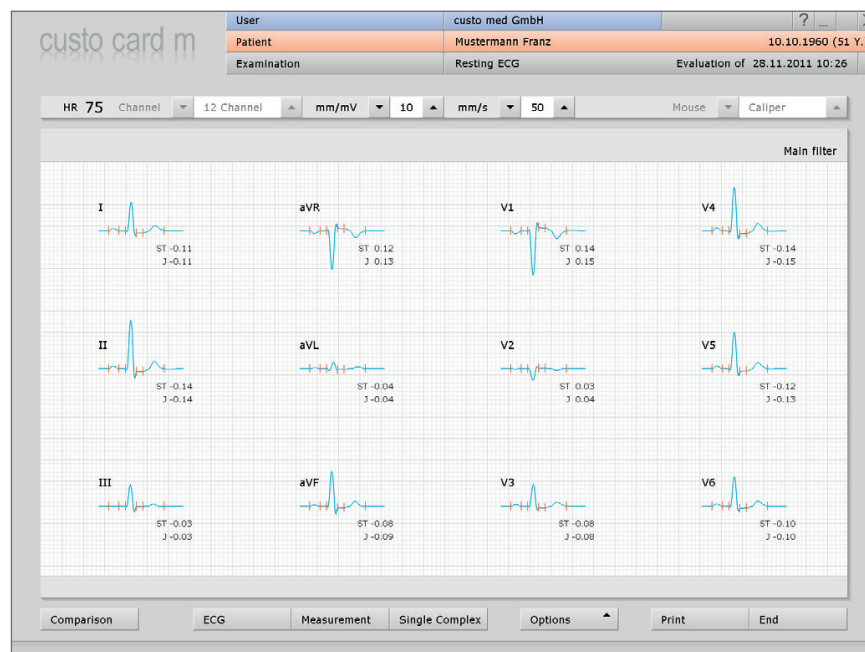 custo card m
User custo med GmbH ? _
Patient Mustermann Franz 10.10.1960 (51 Y.
Examination Resting ECG Evaluation of 28.11.2011 10:26
HR 75 Channel 12 Channel mm/mV 10 mm/s 50 Mouse Caliper
Main filter
I aVR V1 V4
ST -0.11 ST 0.12 ST 0.14 ST -0.14
J -0.11 J 0.13 J 0.15 J -0.15
II aVL V2 V5
ST -0.14 ST -0.04 ST 0.03 ST -0.12
J -0.14 J -0.04 J 0.04 J -0.13
III aVF V3 V6
ST -0.03 ST -0.08 ST -0.08 ST -0.10
J -0.03 J -0.09 J -0.08 J -0.10
Comparison ECG Measurement Single Complex Options Print End